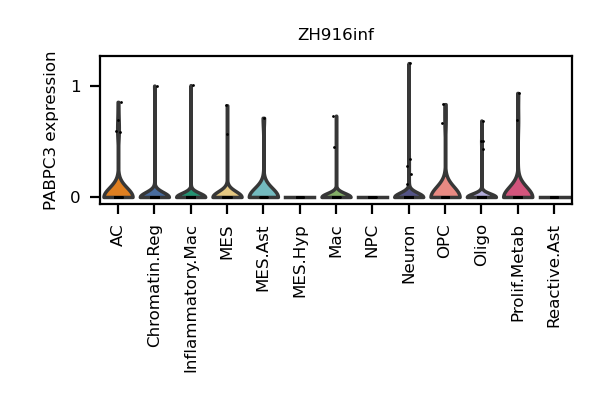 ZH916inf
PABPC3 expression
1
0
AC
Chromatin.Reg
Inflammatory.Mac
MES
MES.Ast
MES.Hyp
Mac
NPC
Neuron
OPC
Oligo
Prolif.Metab
Reactive.Ast